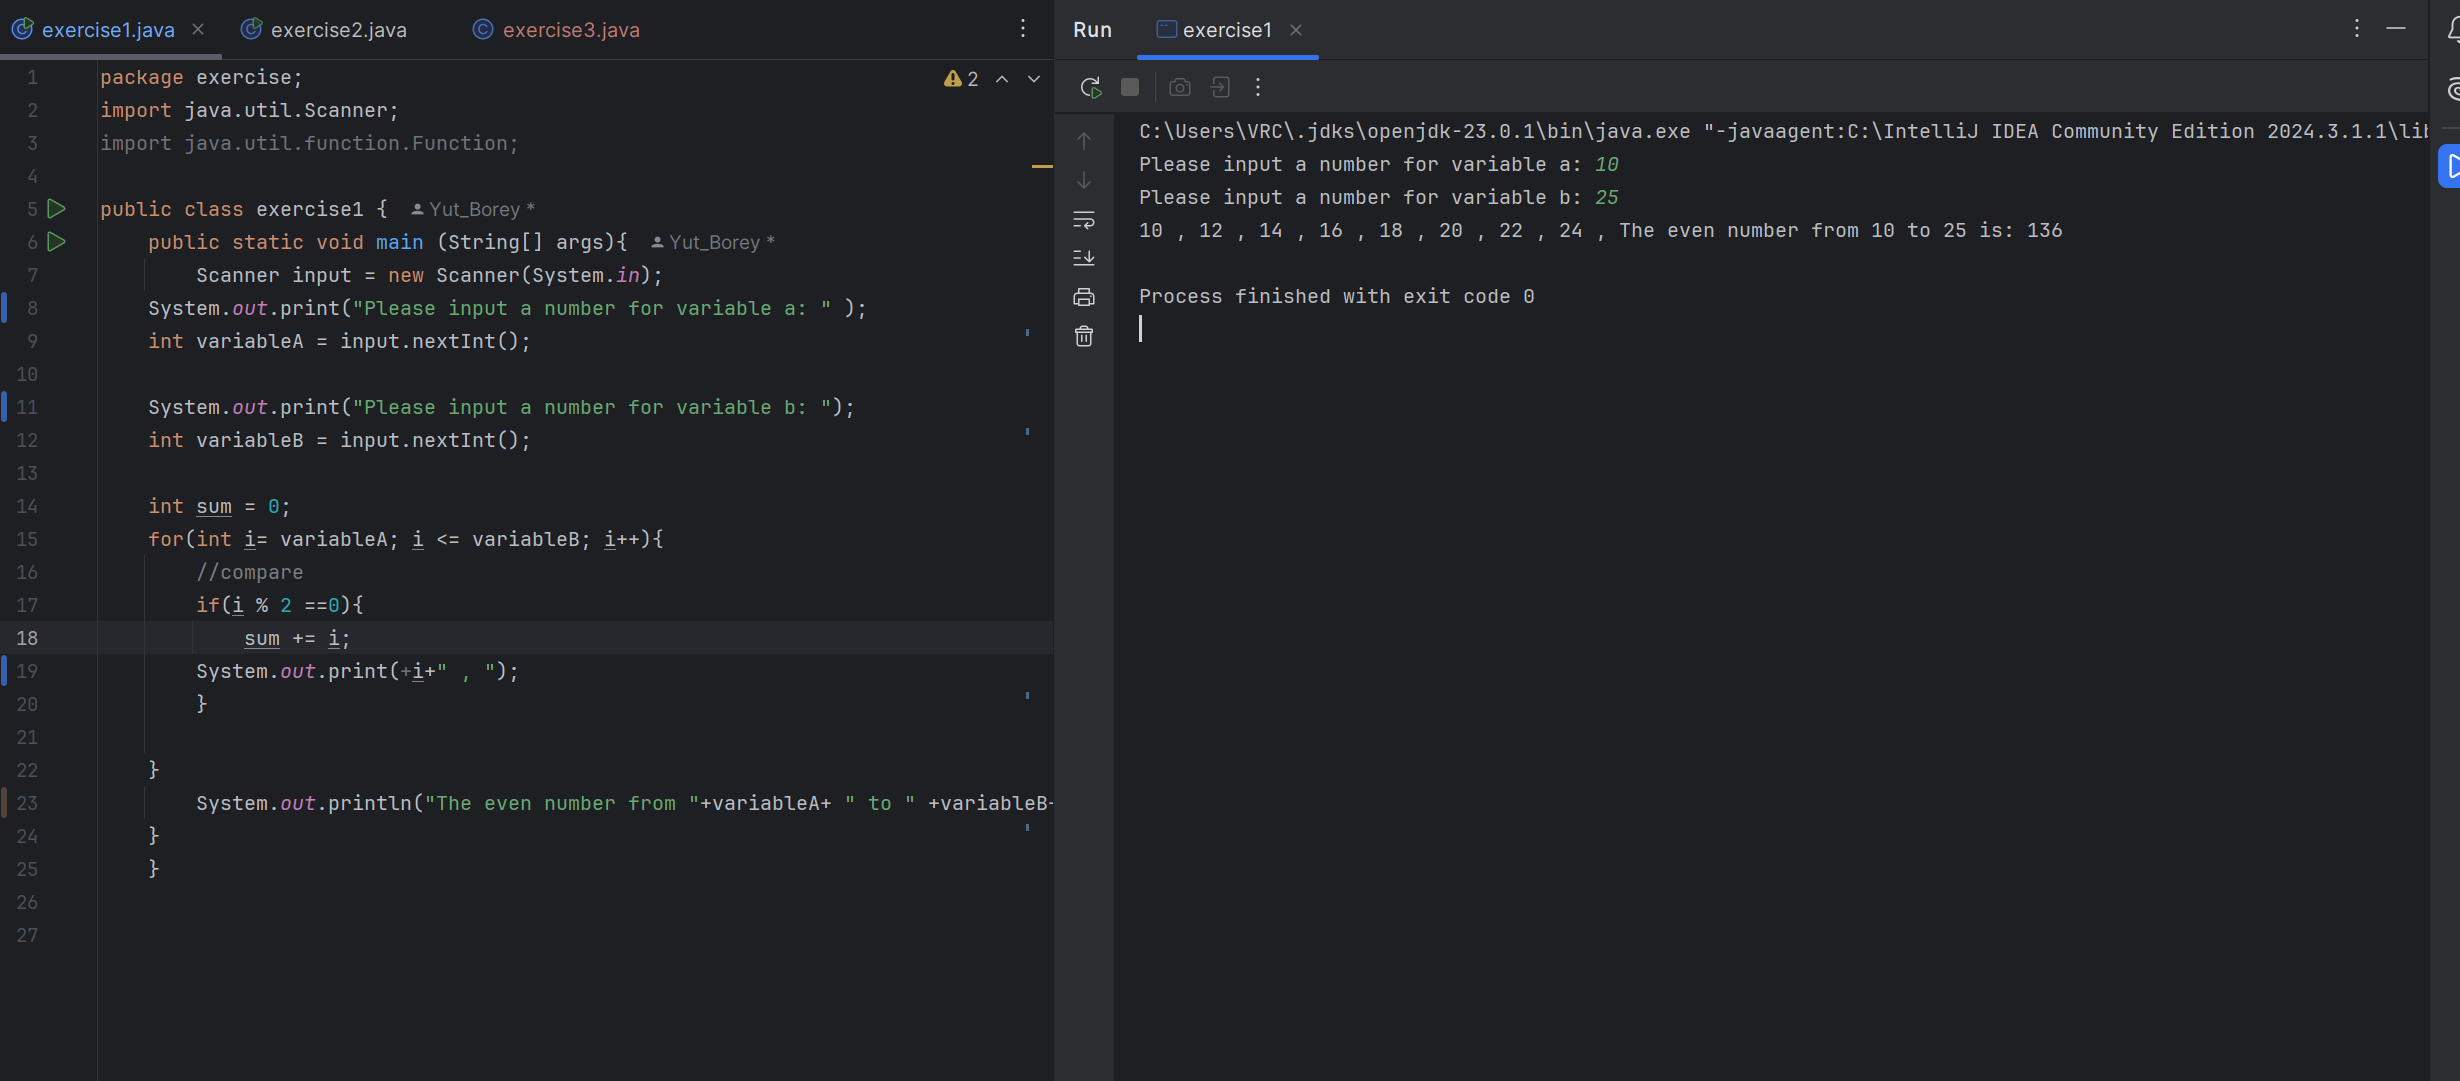 exercise1.java exercise2.java exercise3.java
1 package exercise; 2
2 import java.util.Scanner;
3 import java.util.function.Function;
4
5 public class exercise1 { Yut_Borey *
6 public static void main (String[] args){ Yut_Borey *
7 Scanner input = new Scanner(System.in);
8 System.out.print("Please input a number for variable a: " );
9 int variableA = input.nextInt();
10
11 System.out.print("Please input a number for variable b: ");
12 int variableB = input.nextInt();
13
14 int sum = 0;
15 for(int i= variableA; i <= variableB; i++){
16 //compare
17 if(i % 2 ==0){
18 sum += i;
19 System.out.print(+i+" , ");
20 }
21
22 }
23 System.out.println("The even number from "+variableA+ " to " +variableB+
24 }
25 }
26
27
Run exercise1
C:\Users\VRC\.jdks\openjdk-23.0.1\bin\java.exe "-javaagent:C:\IntelliJ IDEA Community Edition 2024.3.1.1\lib
Please input a number for variable a: 10
Please input a number for variable b: 25
10 , 12 , 14 , 16 , 18 , 20 , 22 , 24 , The even number from 10 to 25 is: 136
Process finished with exit code 0